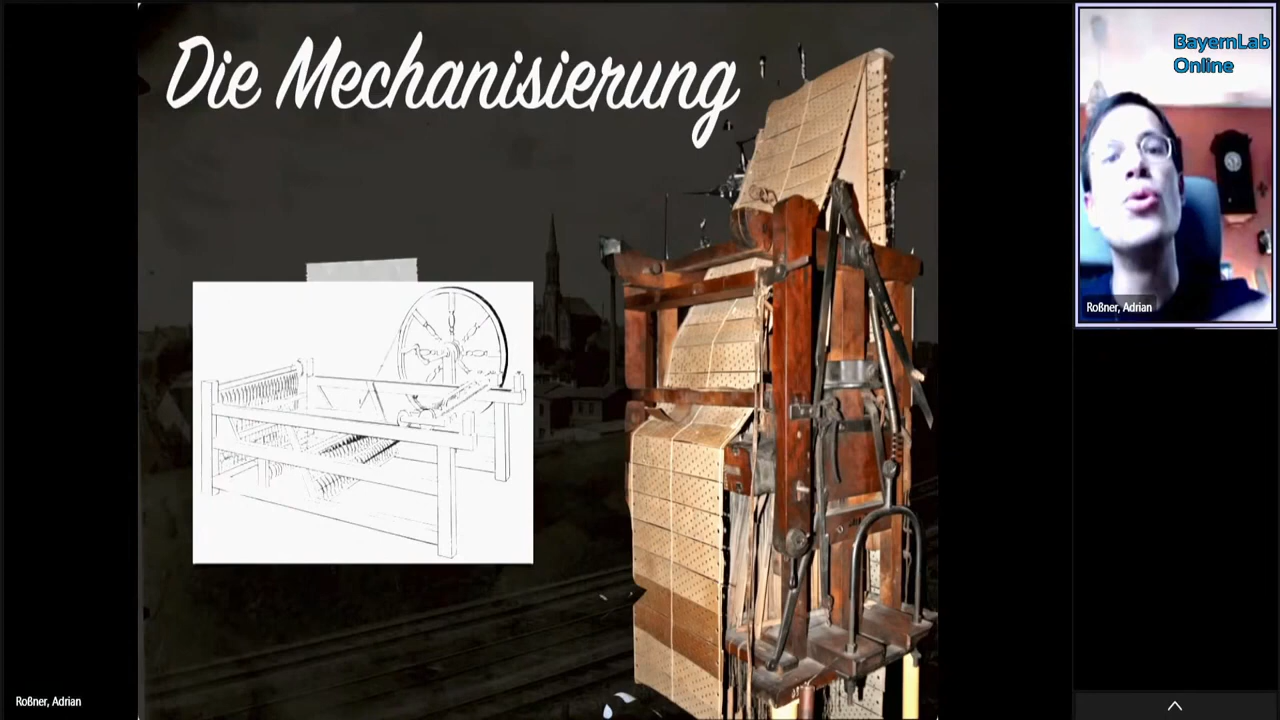 Die Mechanisierung
BayernLab
Online
Roßner, Adrian
Roßner, Adrian